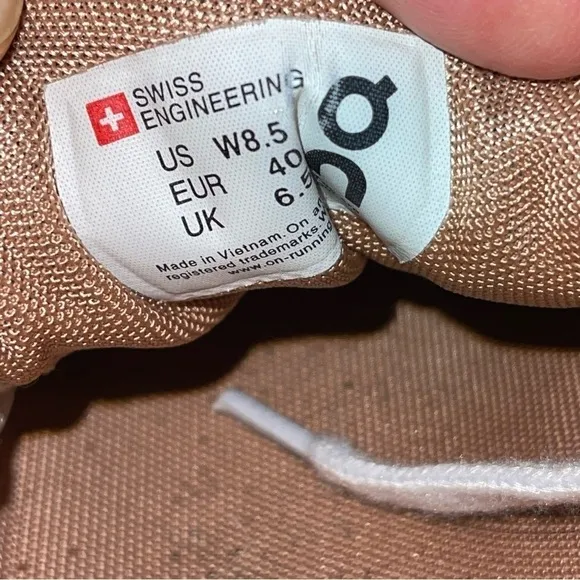 SWISS
ENGINEERING
US W8.5
EUR 40
UK 6.5
Made in Vietnam. On
registered trademarks.
www.on-running